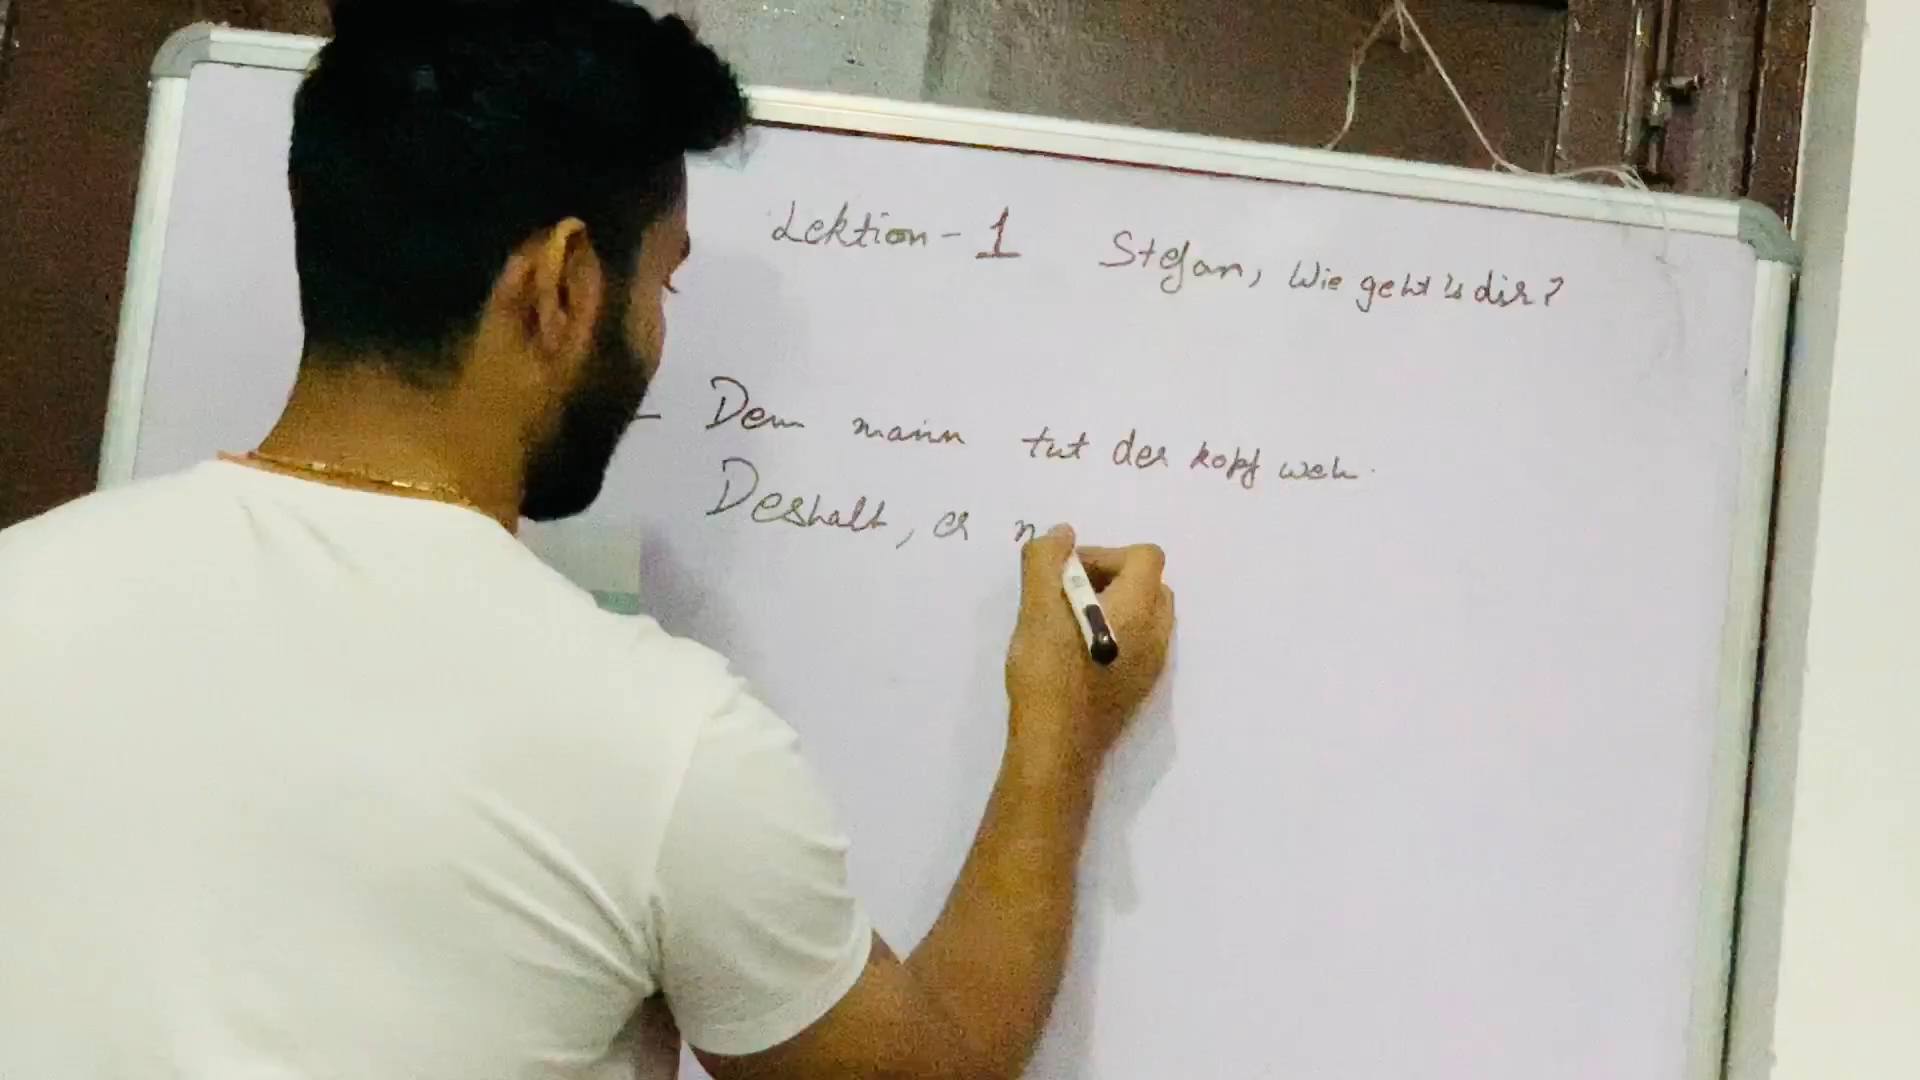 Lektion - 1 Stefan, Wie geht's dir?
- Dem mann tut der kopf weh.
Deshalb, er